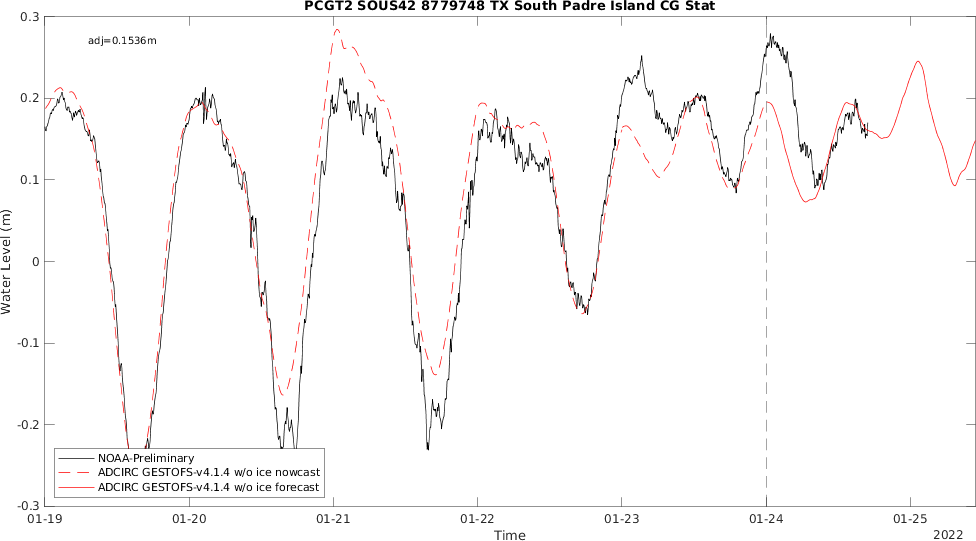 PCGT2 SOUS42 8779748 TX South Padre Island CG Stat
adj=0.1536m
0.3
0.2
0.1
0
-0.1
-0.2
-0.3
Water Level (m)
NOAA-Preliminary
ADCIRC GESTOFS-v4.1.4 w/o ice nowcast
ADCIRC GESTOFS-v4.1.4 w/o ice forecast
01-19
01-20
01-21
01-22
01-23
01-24
01-25
Time
2022